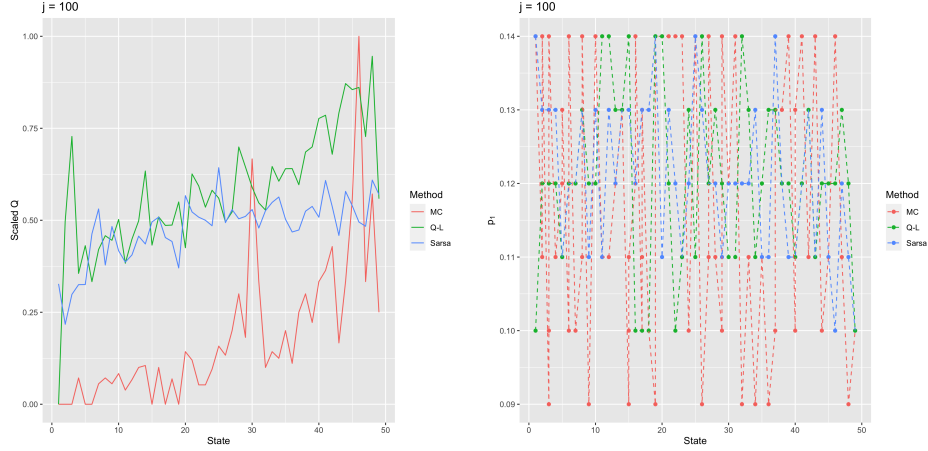 j = 100
1.00
0.75
0.50
0.25
0.00
Scaled Q
0
10
20
30
40
50
State
Method
MC
Q-L
Sarsa
j = 100
0.14
0.13
0.12
0.11
0.10
0.09
p₁
0
10
20
30
40
50
State
Method
MC
Q-L
Sarsa